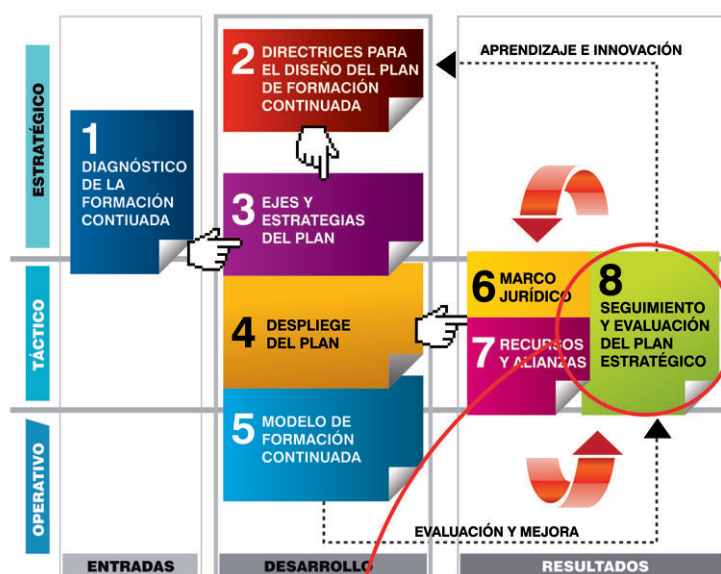 ESTRATÉGICO
TÁCTICO
OPERATIVO
1
DIAGNÓSTICO
DE LA
FORMACIÓN
CONTIUADA
2
DIRECTRICES PARA
EL DISEÑO DEL PLAN
DE FORMACIÓN
CONTINUADA
3
EJES Y
ESTRATEGIAS
DEL PLAN
4
DESPLIEGE
DEL PLAN
5
MODELO DE
FORMACIÓN
CONTINUADA
APRENDIZAJE E INNOVACIÓN
6
MARCO
JURÍDICO
7
RECURSOS
Y ALIANZAS
8
SEGUIMIENTO
Y EVALUACIÓN
DEL PLAN
ESTRATÉGICO
EVALUACIÓN Y MEJORA
ENTRADAS
DESARROLLO
RESULTADOS